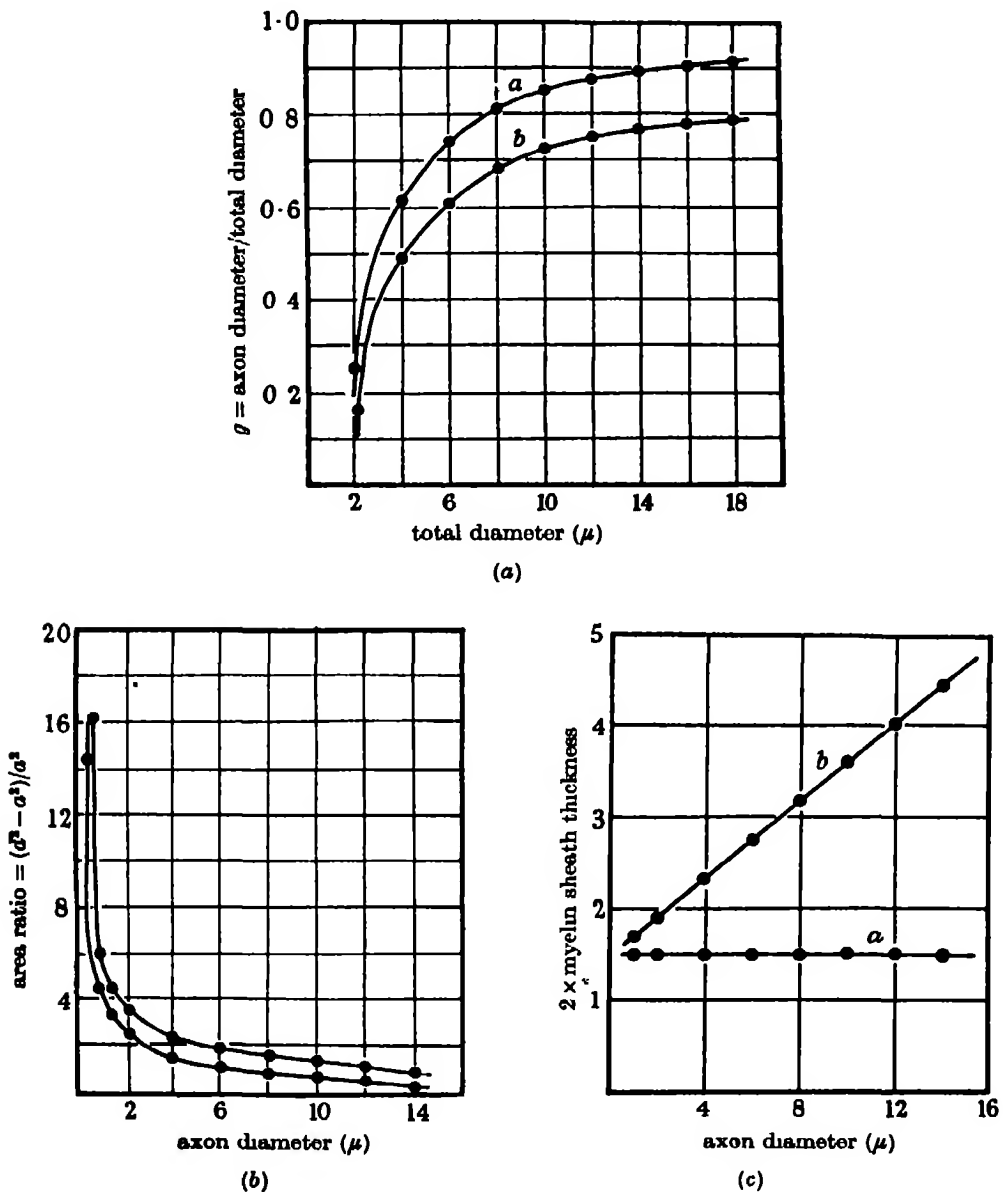 1·0
0 8
0·6
0 4
0 2
g = axon diameter/total diameter
a
b
2 6 10 14 18
total diameter (μ)
(a)
20
16
12
8
4
area ratio = (d² − a²)/a²
2 6 10 14
axon diameter (μ)
(b)
5
4
3
2
1
2 × myelin sheath thickness
b
a
4 8 12 16
axon diameter (μ)
(c)